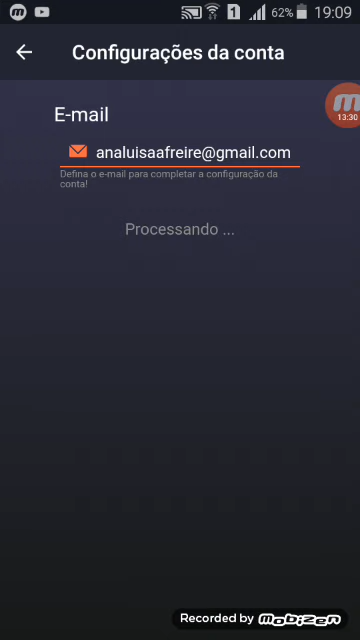 1 62% 19:09
Configurações da conta
E-mail
13:30
analuisaafreire@gmail.com
Defina o e-mail para completar a configuração da
conta!
Processando ...
Recorded by mobizen